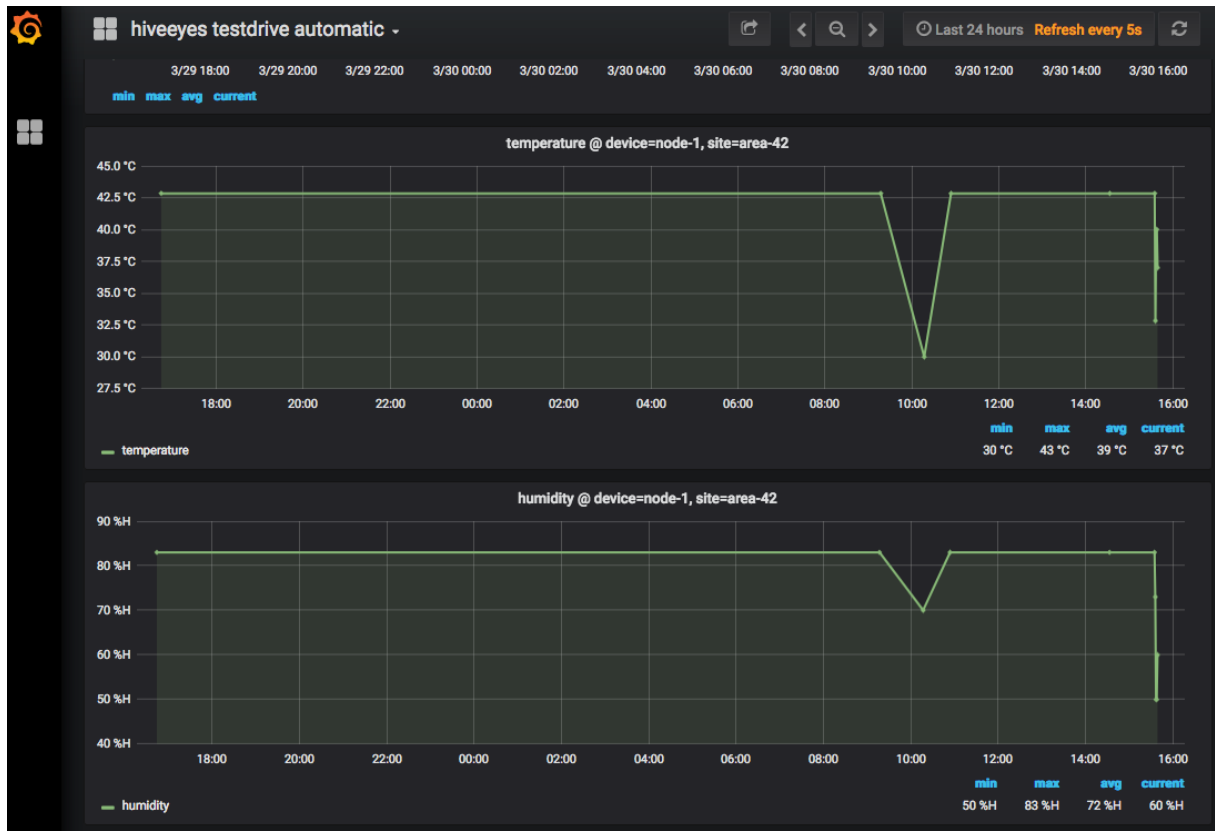 hiveeyes testdrive automatic
Last 24 hours Refresh every 5s
3/29 18:00 3/29 20:00 3/29 22:00 3/30 00:00 3/30 02:00 3/30 04:00 3/30 06:00 3/30 08:00 3/30 10:00 3/30 12:00 3/30 14:00 3/30 16:00
min max avg current
temperature @ device=node-1, site=area-42
45.0 °C
42.5 °C
40.0 °C
37.5 °C
35.0 °C
32.5 °C
30.0 °C
27.5 °C
18:00 20:00 22:00 00:00 02:00 04:00 06:00 08:00 10:00 12:00 14:00 16:00
min max avg current
temperature 30 °C 43 °C 39 °C 37 °C
humidity @ device=node-1, site=area-42
90 %H
80 %H
70 %H
60 %H
50 %H
40 %H
18:00 20:00 22:00 00:00 02:00 04:00 06:00 08:00 10:00 12:00 14:00 16:00
min max avg current
humidity 50 %H 83 %H 72 %H 60 %H